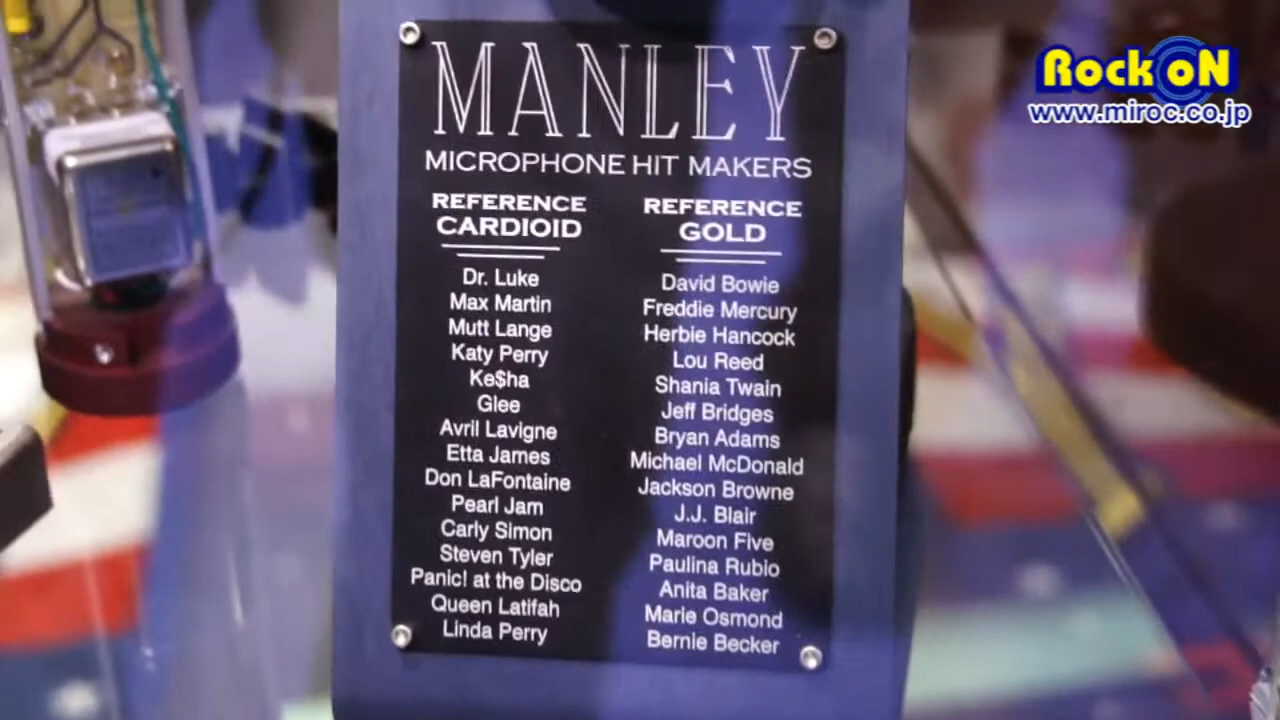 MANLEY
MICROPHONE HIT MAKERS
REFERENCE
CARDIOID
Dr. Luke
Max Martin
Mutt Lange
Katy Perry
Ke$ha
Glee
Avril Lavigne
Etta James
Don LaFontaine
Pearl Jam
Carly Simon
Steven Tyler
Panic! at the Disco
Queen Latifah
Linda Perry
REFERENCE
GOLD
David Bowie
Freddie Mercury
Herbie Hancock
Lou Reed
Shania Twain
Jeff Bridges
Bryan Adams
Michael McDonald
Jackson Browne
J.J. Blair
Maroon Five
Paulina Rubio
Anita Baker
Marie Osmond
Bernie Becker
Rock oN
www.miroc.co.jp